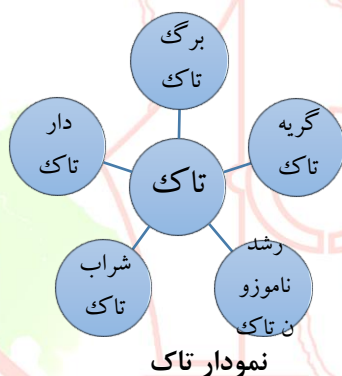 برگ
تاک
گریه
تاک
رشد
ناموزو
ن تاک
شراب
تاک
دار
تاک
تاک
نمودار تاک